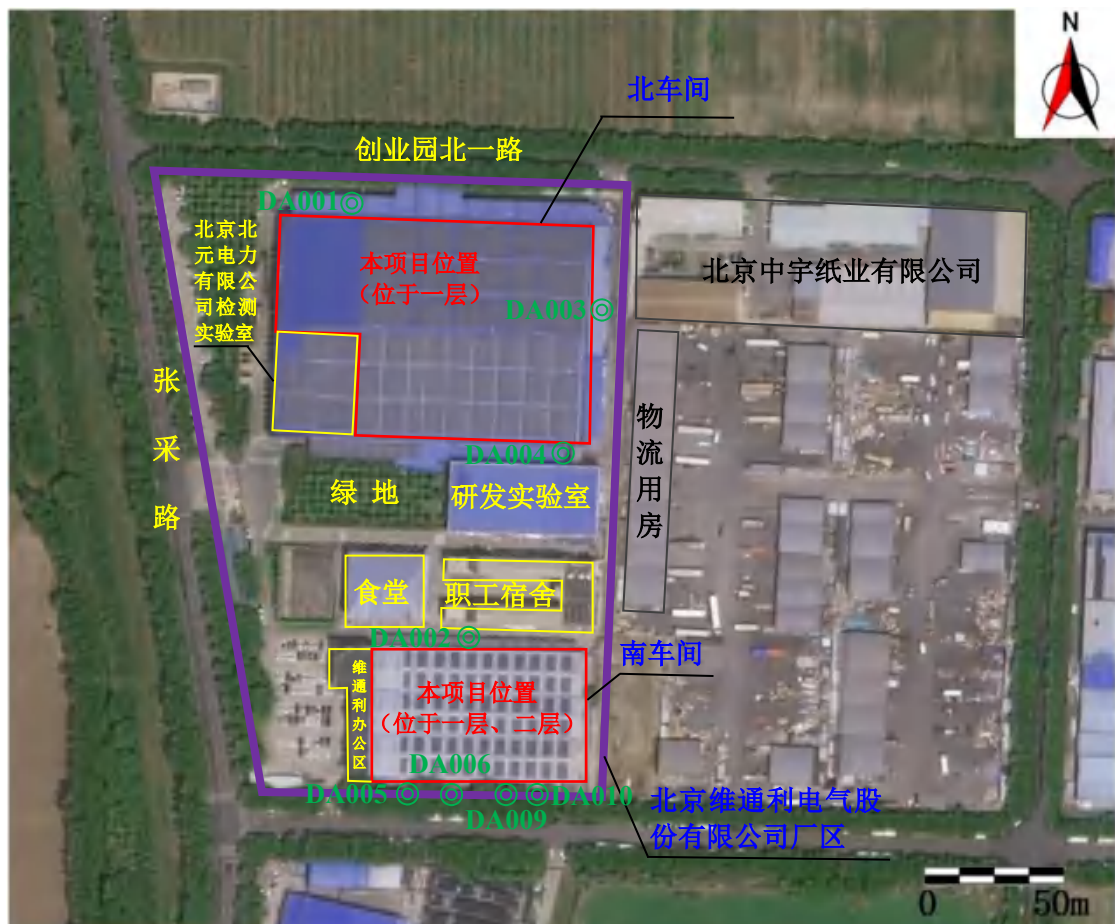 N
北车间
创业园北一路
DA001
北京北
元电力
有限公
司检测
实验室
本项目位置
（位于一层）
北京中宇纸业有限公司
DA003
张
采
路
物
流
用
房
DA004
绿 地
研发实验室
食堂
职工宿舍
DA002
南车间
维
通
利
办
公
区
本项目位置
（位于一层、二层）
DA006
DA005
DA010
DA009
北京维通利电气股
份有限公司厂区
0 50m